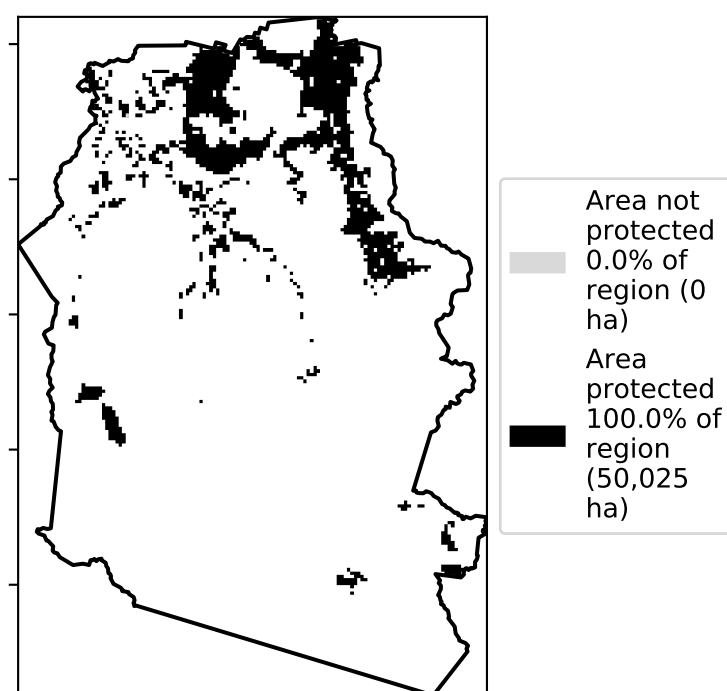 Area not
protected
0.0% of
region (0
ha)
Area
protected
100.0% of
region
(50,025
ha)